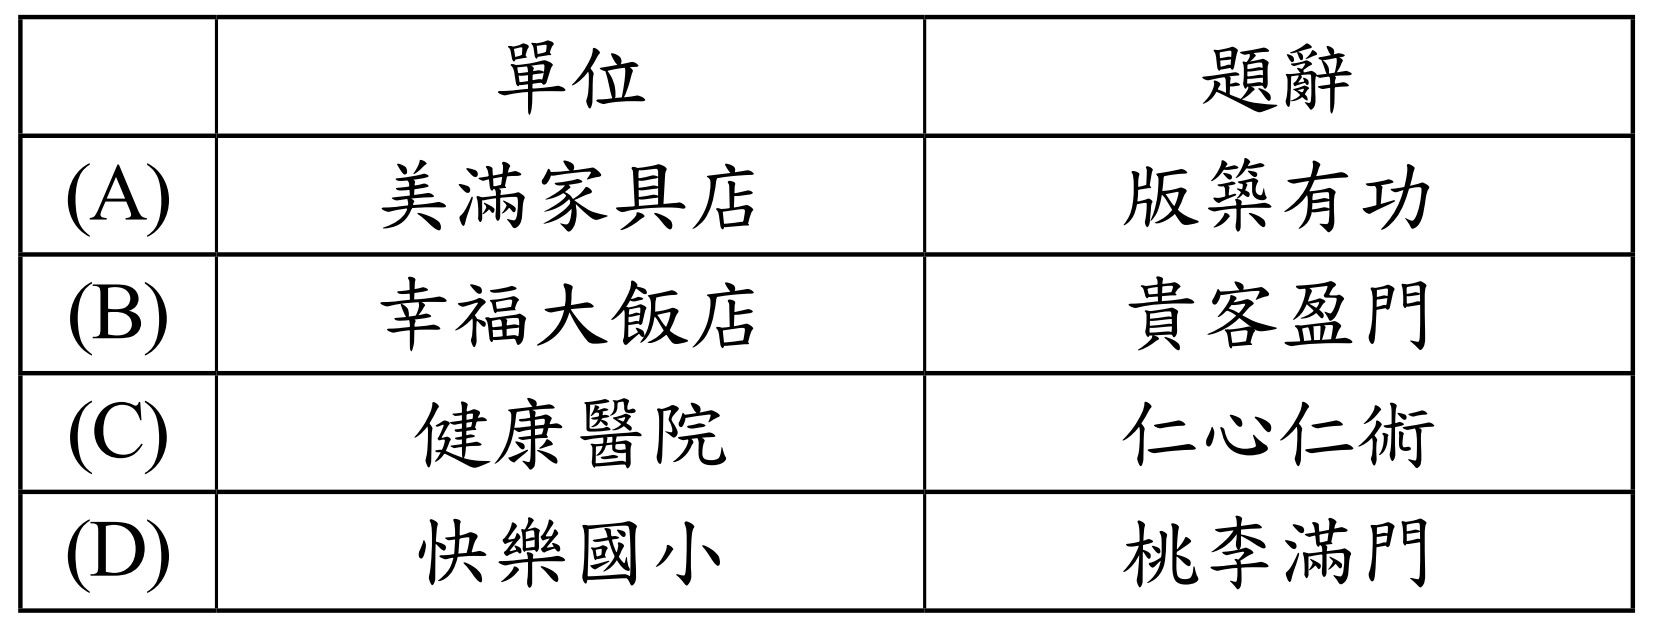 單位 題辭
(A) 美滿家具店 版築有功
(B) 幸福大飯店 貴客盈門
(C) 健康醫院 仁心仁術
(D) 快樂國小 桃李滿門